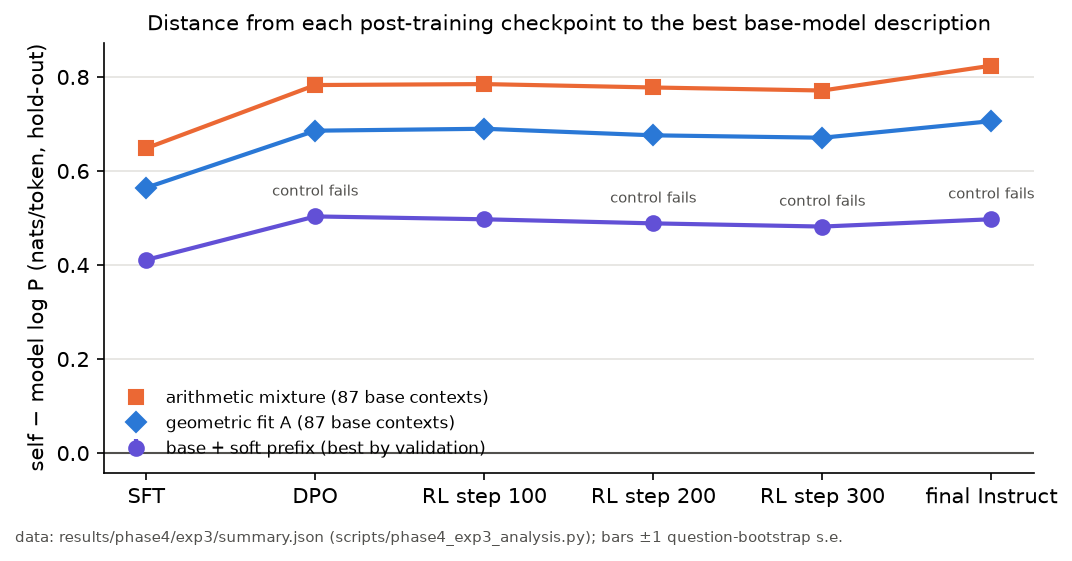 Distance from each post-training checkpoint to the best base-model description
self − model log P (nats/token, hold-out)
0.8
0.6
0.4
0.2
0.0
control fails
control fails
control fails
control fails
arithmetic mixture (87 base contexts)
geometric fit A (87 base contexts)
base + soft prefix (best by validation)
SFT
DPO
RL step 100
RL step 200
RL step 300
final Instruct
data: results/phase4/exp3/summary.json (scripts/phase4_exp3_analysis.py); bars ±1 question-bootstrap s.e.